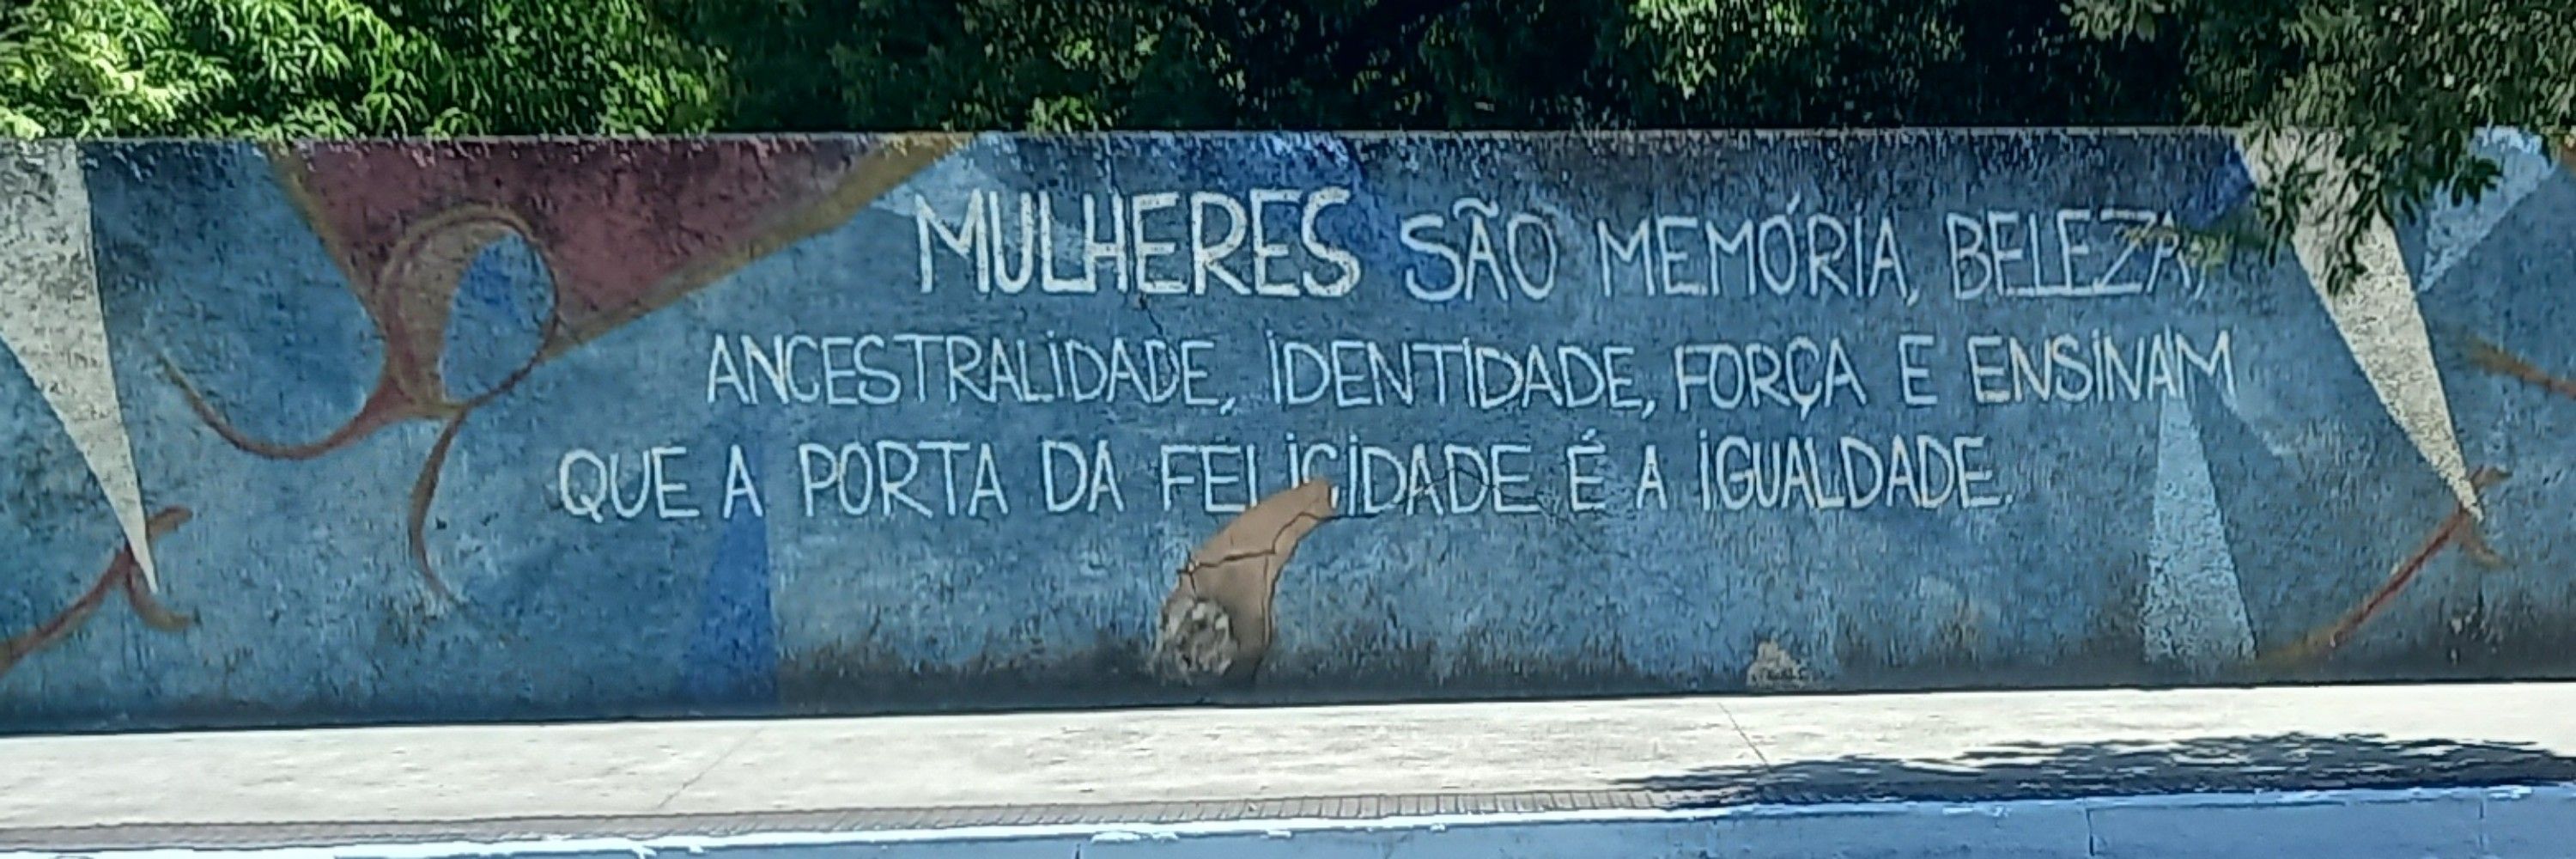 MULHERES SÃO MEMÓRIA, BELEZA,
ANCESTRALIDADE, IDENTIDADE, FORÇA E ENSINAM
QUE A PORTA DA FELICIDADE É A IGUALDADE.